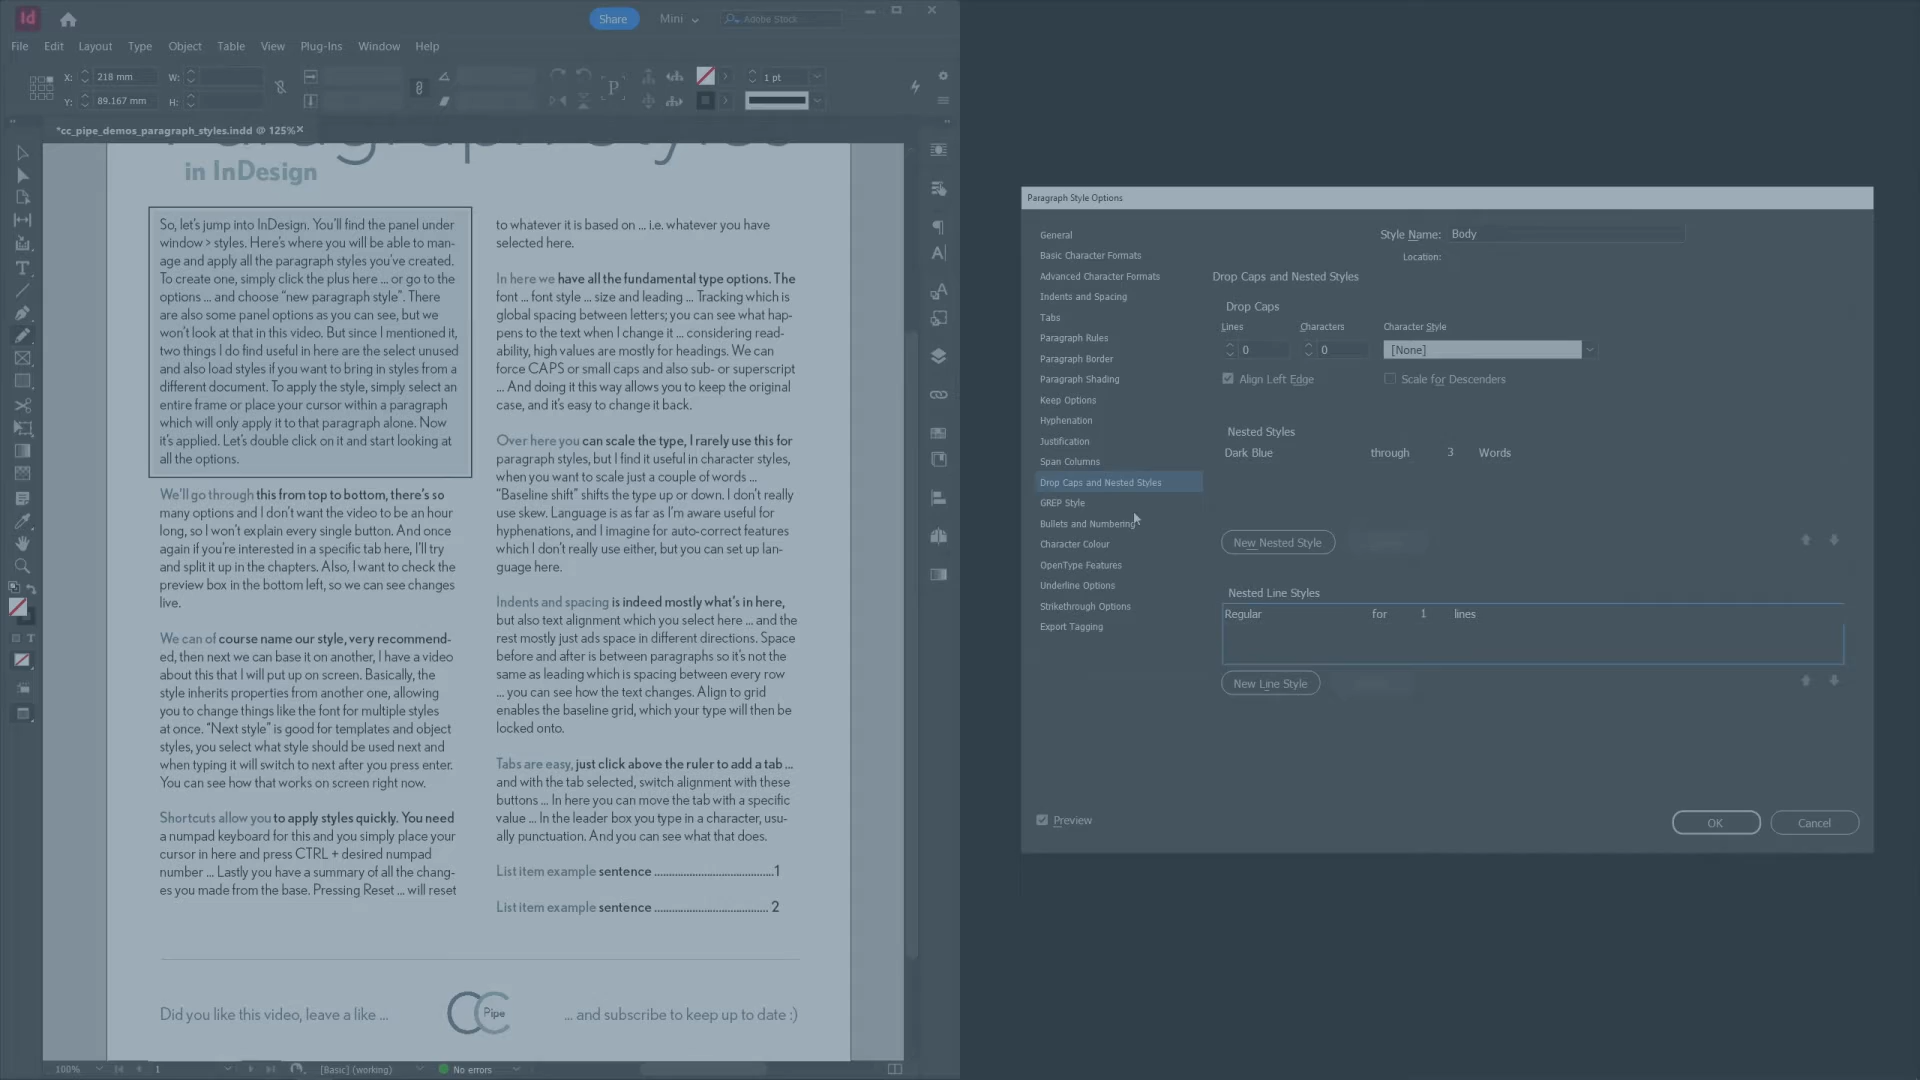 Id
Share
Mini
Adobe Stock
File Edit Layout Type Object Table View Plug-Ins Window Help
X: 218 mm W:
1 pt
Y: 89.167 mm H:
*cc_pipe_demos_paragraph_styles.indd @ 125%
Paragraph Styles
in InDesign
So, let's jump into InDesign. You'll find the panel under
window > styles. Here's where you will be able to man-
age and apply all the paragraph styles you've created.
To create one, simply click the plus here ... or go to the
options ... and choose “new paragraph style”. There
are also some panel options as you can see, but we
won't look at that in this video. But since I mentioned it,
two things I do find useful in here are the select unused
and also load styles if you want to bring in styles from a
different document. To apply the style, simply select an
entire frame or place your cursor within a paragraph
which will only apply it to that paragraph alone. Now
it's applied. Let's double click on it and start looking at
all the options.
We'll go through this from top to bottom, there's so
many options and I don't want the video to be an hour
long, so I won't explain every single button. And once
again if you're interested in a specific tab here, I'll try
and split it up in the chapters. Also, I want to check the
preview box in the bottom left, so we can see changes
live.
We can of course name our style, very recommend-
ed, then next we can base it on another, I have a video
about this that I will put up on screen. Basically, the
style inherits properties from another one, allowing
you to change things like the font for multiple styles
at once. “Next style” is good for templates and object
styles, you select what style should be used next and
when typing it will switch to next after you press enter.
You can see how that works on screen right now.
Shortcuts allow you to apply styles quickly. You need
a numpad keyboard for this and you simply place your
cursor in here and press CTRL + desired numpad
number ... Lastly you have a summary of all the chang-
es you made from the base. Pressing Reset ... will reset
to whatever it is based on ... i.e. whatever you have
selected here.
In here we have all the fundamental type options. The
font ... font style ... size and leading ... Tracking which is
global spacing between letters; you can see what hap-
pens to the text when I change it ... considering read-
ability, high values are mostly for headings. We can
force CAPS or small caps and also sub- or superscript
... And doing it this way allows you to keep the original
case, and it's easy to change it back.
Over here you can scale the type, I rarely use this for
paragraph styles, but I find it useful in character styles,
when you want to scale just a couple of words ...
“Baseline shift” shifts the type up or down. I don't really
use skew. Language is as far as I'm aware useful for
hyphenations, and I imagine for auto-correct features
which I don't really use either, but you can set up lan-
guage here.
Indents and spacing is indeed mostly what's in here,
but also text alignment which you select here ... and the
rest mostly just ads space in different directions. Space
before and after is between paragraphs so it's not the
same as leading which is spacing between every row
... you can see how the text changes. Align to grid
enables the baseline grid, which your type will then be
locked onto.
Tabs are easy, just click above the ruler to add a tab ...
and with the tab selected, switch alignment with these
buttons ... In here you can move the tab with a specific
value ... In the leader box you type in a character, usu-
ally punctuation. And you can see what that does.
List item example sentence ........................................1
List item example sentence ...................................... 2
Did you like this video, leave a like ...
CC Pipe
... and subscribe to keep up to date :)
100%
1
[Basic] (working)
No errors
Paragraph Style Options
General
Basic Character Formats
Advanced Character Formats
Indents and Spacing
Tabs
Paragraph Rules
Paragraph Border
Paragraph Shading
Keep Options
Hyphenation
Justification
Span Columns
Drop Caps and Nested Styles
GREP Style
Bullets and Numbering
Character Colour
OpenType Features
Underline Options
Strikethrough Options
Export Tagging
Style Name: Body
Location:
Drop Caps and Nested Styles
Drop Caps
Lines Characters Character Style
0 0 [None]
Align Left Edge Scale for Descenders
Nested Styles
Dark Blue through 3 Words
New Nested Style
Nested Line Styles
Regular for 1 lines
New Line Style
Preview
OK Cancel